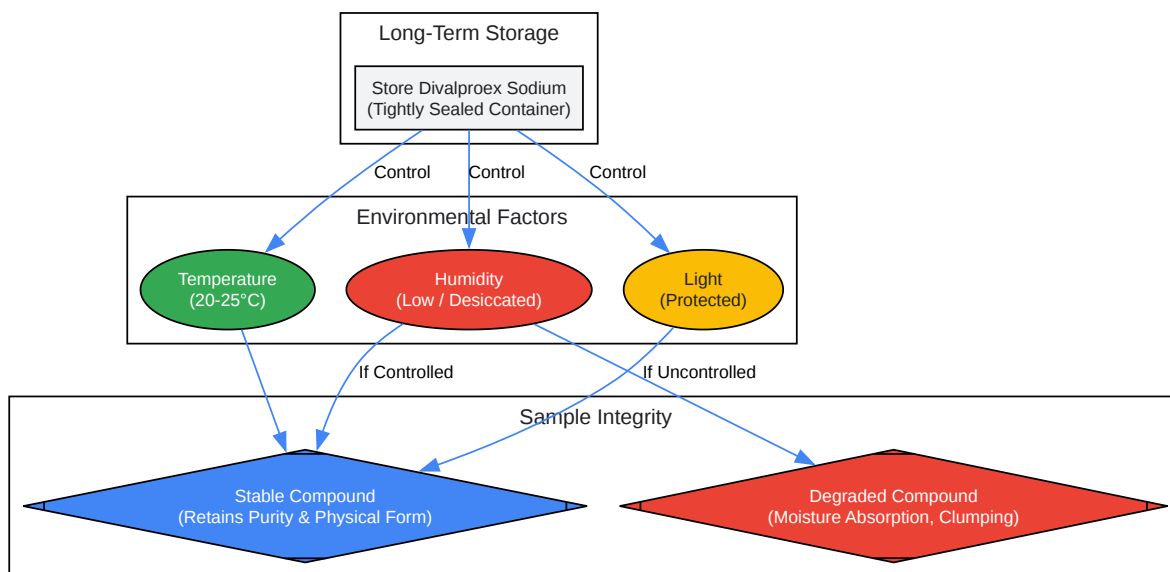 Long-Term Storage
Store Divalproex Sodium
(Tightly Sealed Container)
Control
Control
Control
Environmental Factors
Temperature
(20-25°C)
Humidity
(Low / Desiccated)
Light
(Protected)
If Controlled
If Uncontrolled
Sample Integrity
Stable Compound
(Retains Purity & Physical Form)
Degraded Compound
(Moisture Absorption, Clumping)